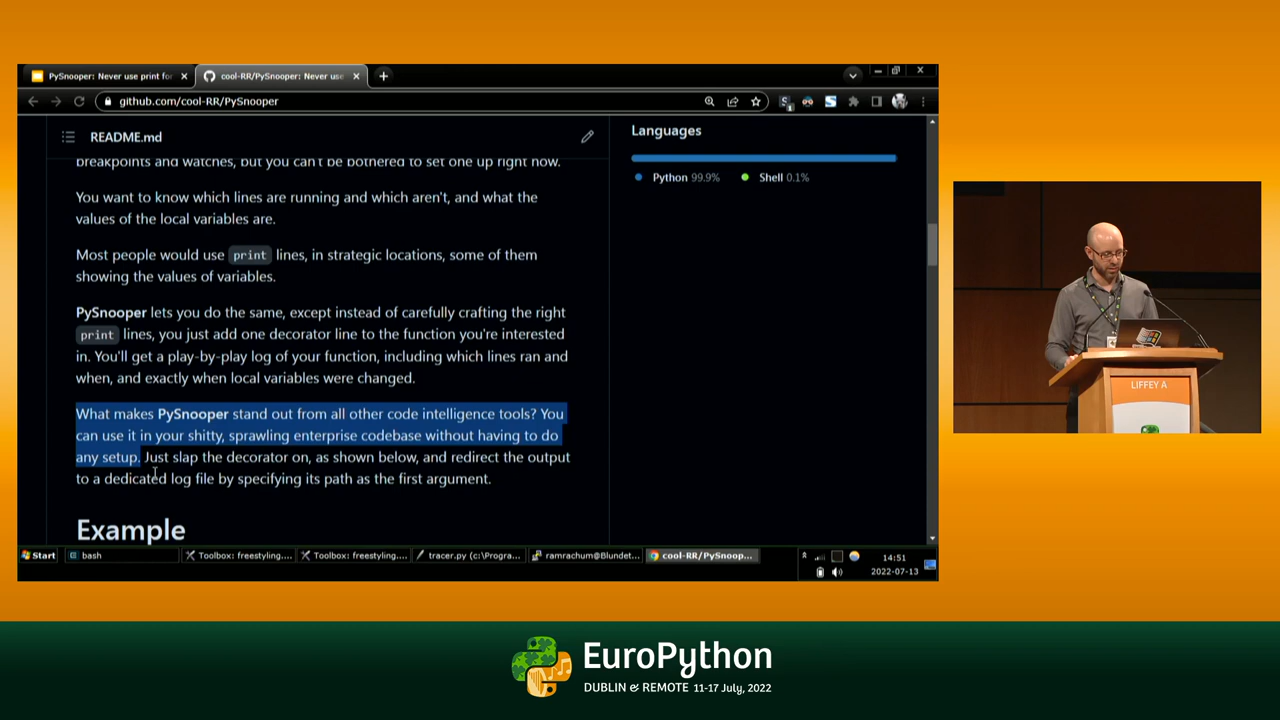 PySnooper: Never use print for
cool-RR/PySnooper: Never use
github.com/cool-RR/PySnooper
README.md
breakpoints and watches, but you can't be bothered to set one up right now.
You want to know which lines are running and which aren't, and what the
values of the local variables are.
Most people would use print lines, in strategic locations, some of them
showing the values of variables.
PySnooper lets you do the same, except instead of carefully crafting the right
print lines, you just add one decorator line to the function you're interested
in. You'll get a play-by-play log of your function, including which lines ran and
when, and exactly when local variables were changed.
What makes PySnooper stand out from all other code intelligence tools? You
can use it in your shitty, sprawling enterprise codebase without having to do
any setup. Just slap the decorator on, as shown below, and redirect the output
to a dedicated log file by specifying its path as the first argument.
Example
Languages
Python 99.9%
Shell 0.1%
Start
bash
Toolbox: freestyling....
Toolbox: freestyling....
tracer.py (c:\Progra...
ramrachum@Blundet...
cool-RR/PySnoop...
14:51
2022-07-13
LIFFEY A
EuroPython
DUBLIN & REMOTE 11-17 July, 2022